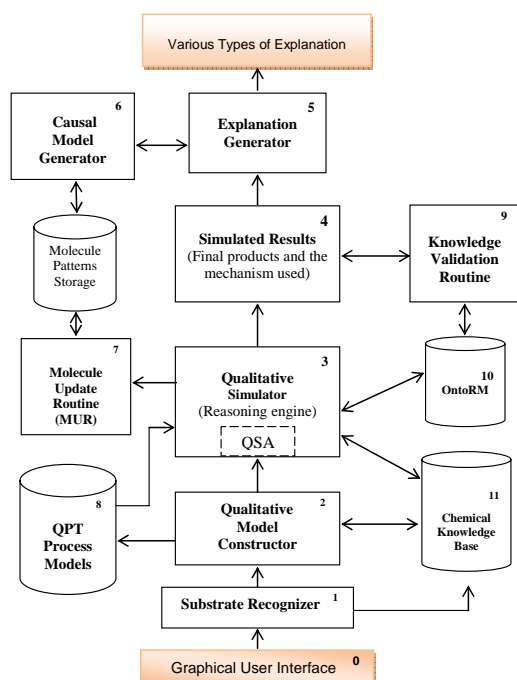 Various Types of Explanation
6
Causal
Model
Generator
5
Explanation
Generator
4
Simulated Results
(Final products and the
mechanism used)
9
Knowledge
Validation
Routine
Molecule
Patterns
Storage
7
Molecule
Update
Routine
(MUR)
3
Qualitative
Simulator
(Reasoning engine)
QSA
10
OntoRM
8
QPT
Process
Models
2
Qualitative
Model
Constructor
11
Chemical
Knowledge
Base
Substrate Recognizer 1
Graphical User Interface 0